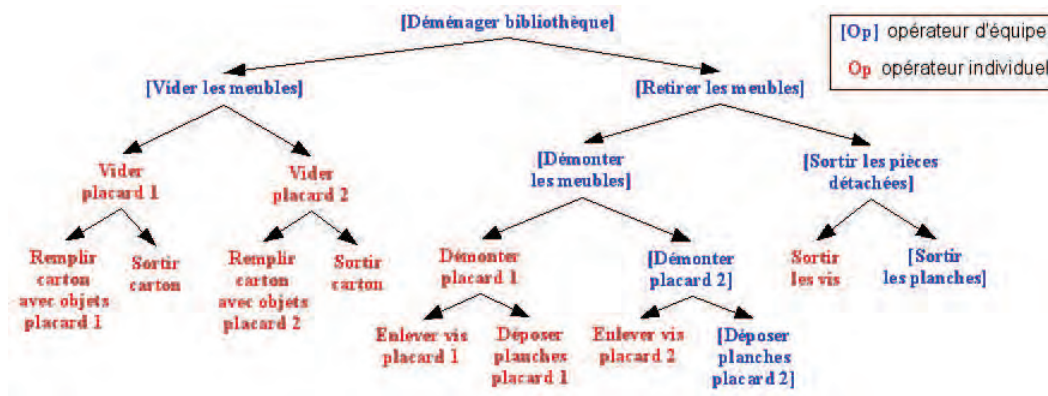 [Déménager bibliothèque]
[Op] opérateur d'équipe
Op opérateur individuel
[Vider les meubles]
[Retirer les meubles]
Vider
placard 1
Vider
placard 2
[Démonter
les meubles]
[Sortir les pièces
détachées]
Remplir
carton
avec objets
placard 1
Sortir
carton
Remplir
carton
avec objets
placard 2
Sortir
carton
Démonter
placard 1
[Démonter
placard 2]
Sortir
les vis
[Sortir
les planches]
Enlever vis
placard 1
Déposer
planches
placard 1
Enlever vis
placard 2
[Déposer
planches
placard 2]